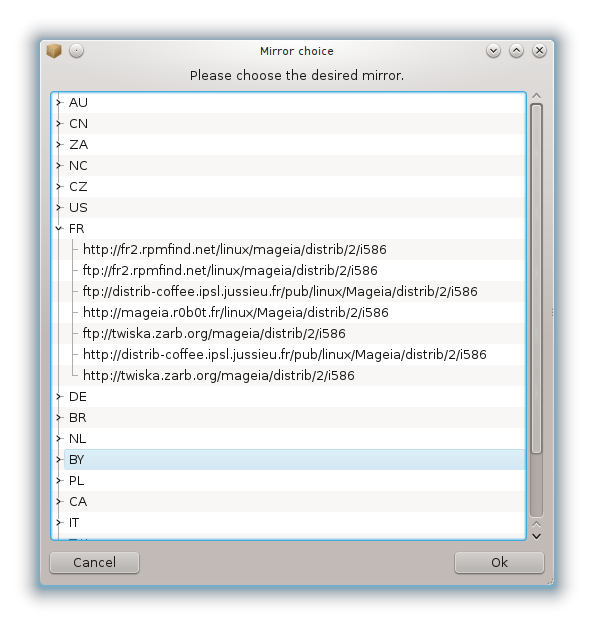 Mirror choice
Please choose the desired mirror.
AU
CN
ZA
NC
CZ
US
FR
http://fr2.rpmfind.net/linux/mageia/distrib/2/i586
ftp://fr2.rpmfind.net/linux/mageia/distrib/2/i586
ftp://distrib-coffee.ipsl.jussieu.fr/pub/linux/Mageia/distrib/2/i586
http://mageia.r0b0t.fr/linux/mageia/distrib/2/i586
ftp://twiska.zarb.org/mageia/distrib/2/i586
http://distrib-coffee.ipsl.jussieu.fr/pub/linux/Mageia/distrib/2/i586
http://twiska.zarb.org/mageia/distrib/2/i586
DE
BR
NL
BY
PL
CA
IT
Cancel
Ok